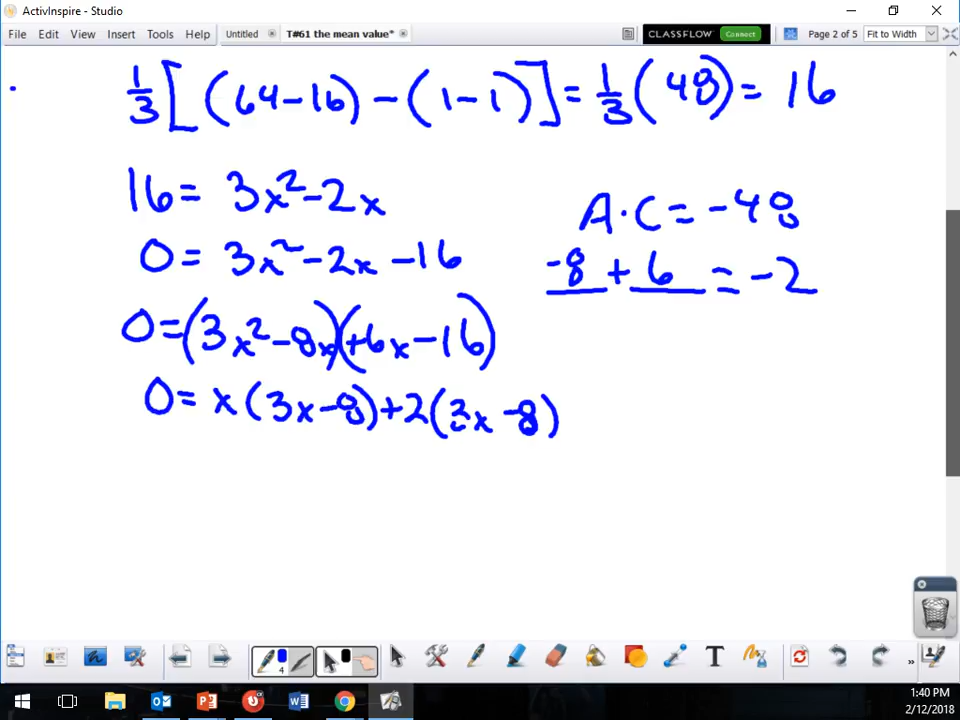 ActivInspire - Studio
File Edit View Insert Tools Help Untitled T#61 the mean value* CLASSFLOW Connect Page 2 of 5 Fit to Width
1/3 [(64-16) - (1-1)] = 1/3 (48) = 16
16 = 3x² - 2x
A·C = -48
0 = 3x² - 2x - 16
-8 + 6 = -2
0 = (3x² - 8x)(+6x - 16)
0 = x(3x - 8) + 2(3x - 8)
4
1:40 PM
2/12/2018